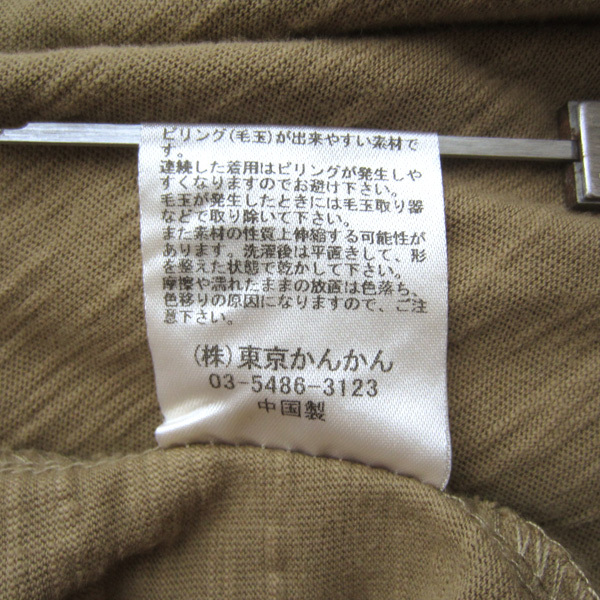 ピリング(毛玉)が出来やすい素材で
す。
連続した着用はピリングが発生しや
すくなりますのでお避け下さい。
毛玉が発生したときには毛玉取り器
などで取り除いて下さい。
また素材の性質上伸縮する可能性が
あります。洗濯後は平置きして、形
を整えた状態で乾かして下さい。
摩擦や濡れたままの放置は色落ち、
色移りの原因になりますので、ご注
意下さい。
(株)東京かんかん
03-5486-3123
中国製